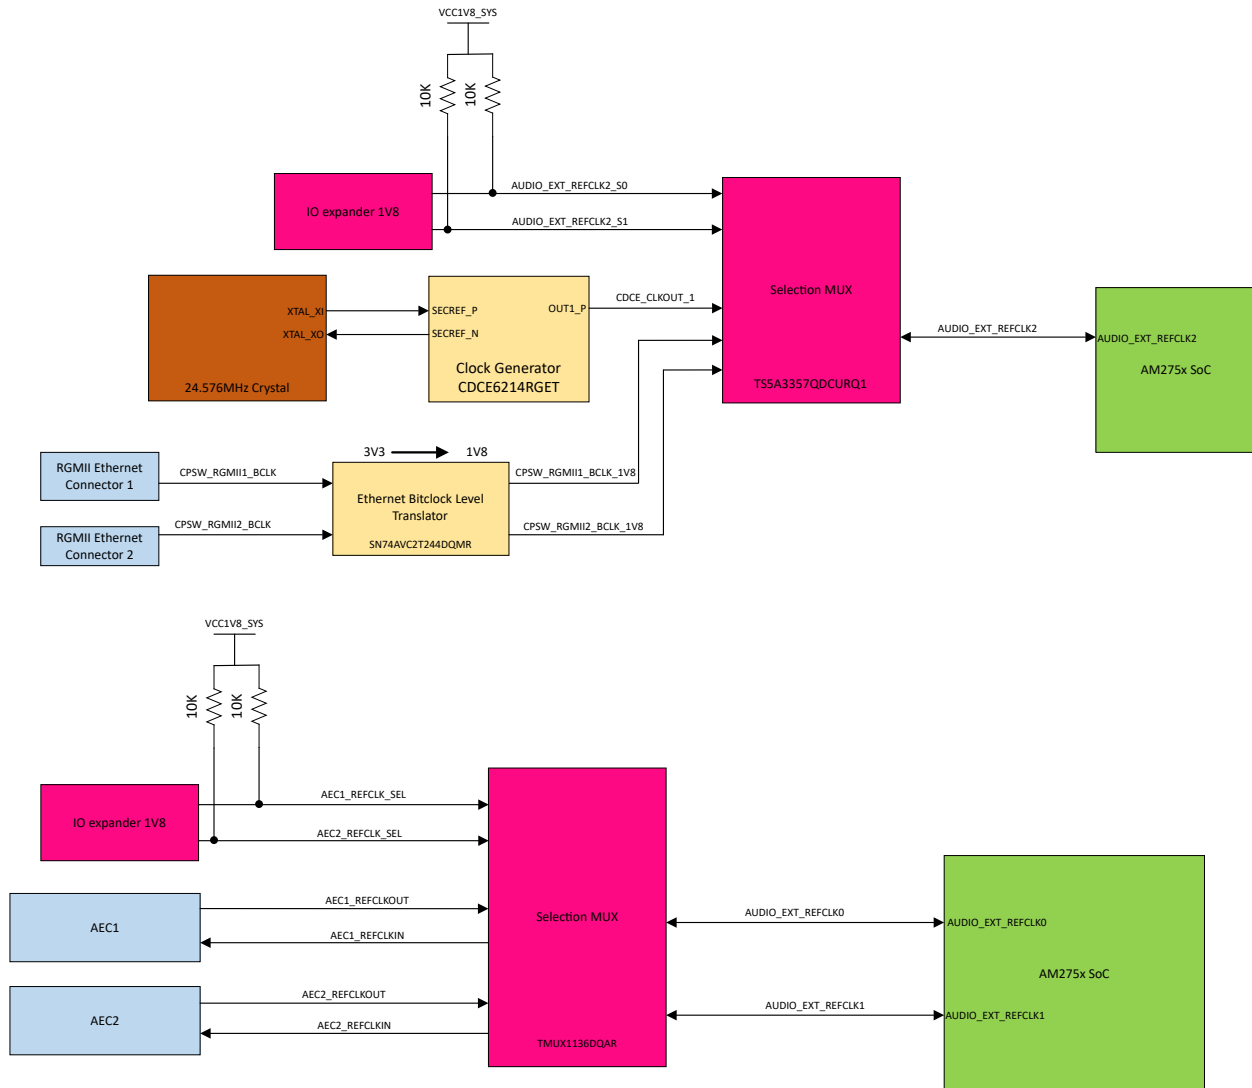 VCC1V8_SYS
10K
10K
IO expander 1V8
AUDIO_EXT_REFCLK2_S0
AUDIO_EXT_REFCLK2_S1
Selection MUX
TS5A3357QDCURQ1
XTAL_XI
XTAL_XO
24.576MHz Crystal
SECREF_P
SECREF_N
OUT1_P
Clock Generator
CDCE6214RGET
CDCE_CLKOUT_1
AUDIO_EXT_REFCLK2
AUDIO_EXT_REFCLK2
AM275x SoC
RGMII Ethernet
Connector 1
CPSW_RGMII1_BCLK
RGMII Ethernet
Connector 2
CPSW_RGMII2_BCLK
3V3
1V8
Ethernet Bitclock Level
Translator
SN74AVC2T244DQMR
CPSW_RGMII1_BCLK_1V8
CPSW_RGMII2_BCLK_1V8
VCC1V8_SYS
10K
10K
IO expander 1V8
AEC1_REFCLK_SEL
AEC2_REFCLK_SEL
AEC1
AEC1_REFCLKOUT
AEC1_REFCLKIN
AEC2
AEC2_REFCLKOUT
AEC2_REFCLKIN
Selection MUX
TMUX1136DQAR
AUDIO_EXT_REFCLK0
AUDIO_EXT_REFCLK1
AUDIO_EXT_REFCLK0
AM275x SoC
AUDIO_EXT_REFCLK1